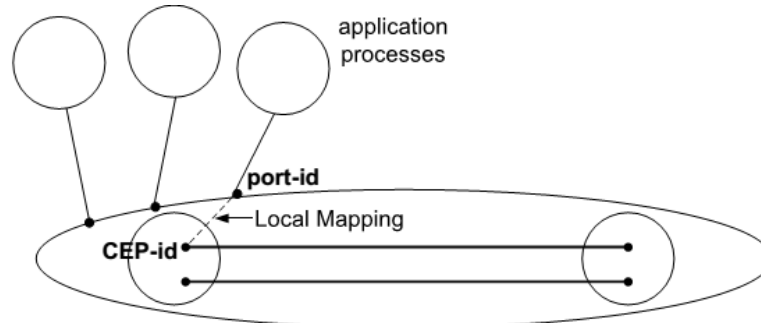 application
processes
port-id
Local Mapping
CEP-id